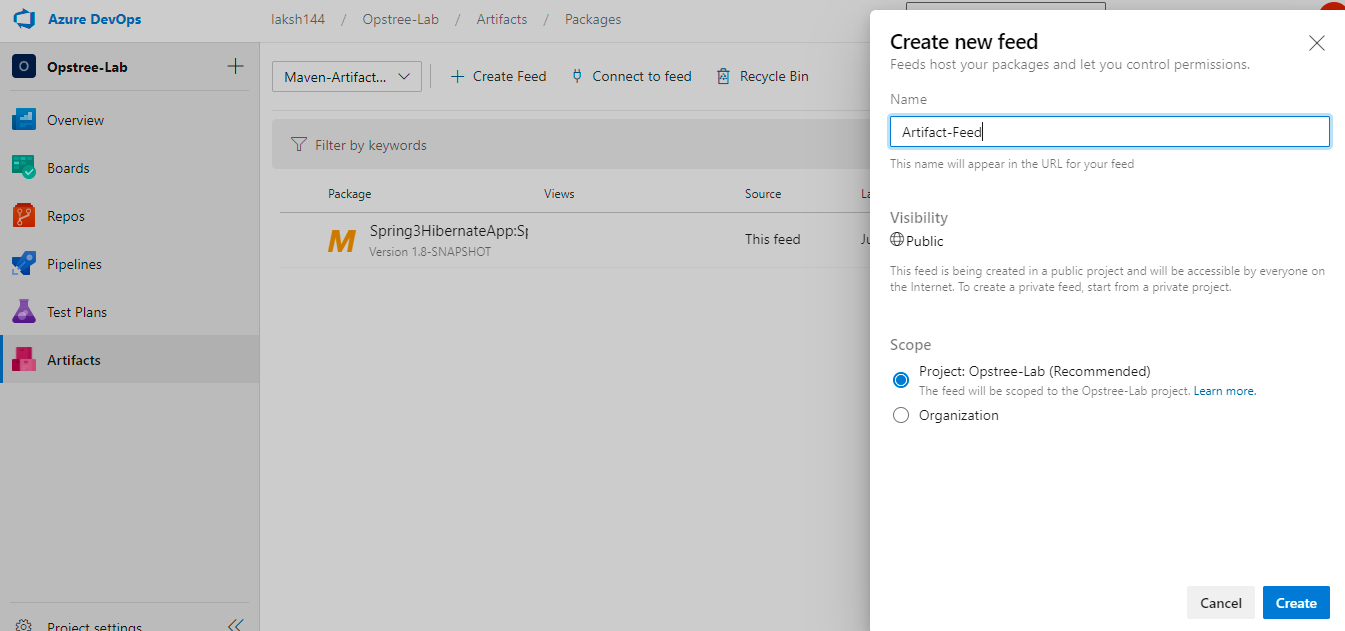 Azure DevOps
laksh144 / Opstree-Lab / Artifacts / Packages
O Opstree-Lab
Overview
Boards
Repos
Pipelines
Test Plans
Artifacts
Project settings
Maven-Artifact...
Create Feed
Connect to feed
Recycle Bin
Filter by keywords
Package Views Source La
M Spring3HibernateApp:Sp This feed Ju
Version 1.8-SNAPSHOT
Create new feed
Feeds host your packages and let you control permissions.
Name
Artifact-Feed
This name will appear in the URL for your feed
Visibility
Public
This feed is being created in a public project and will be accessible by everyone on
the Internet. To create a private feed, start from a private project.
Scope
Project: Opstree-Lab (Recommended)
The feed will be scoped to the Opstree-Lab project. Learn more.
Organization
Cancel Create